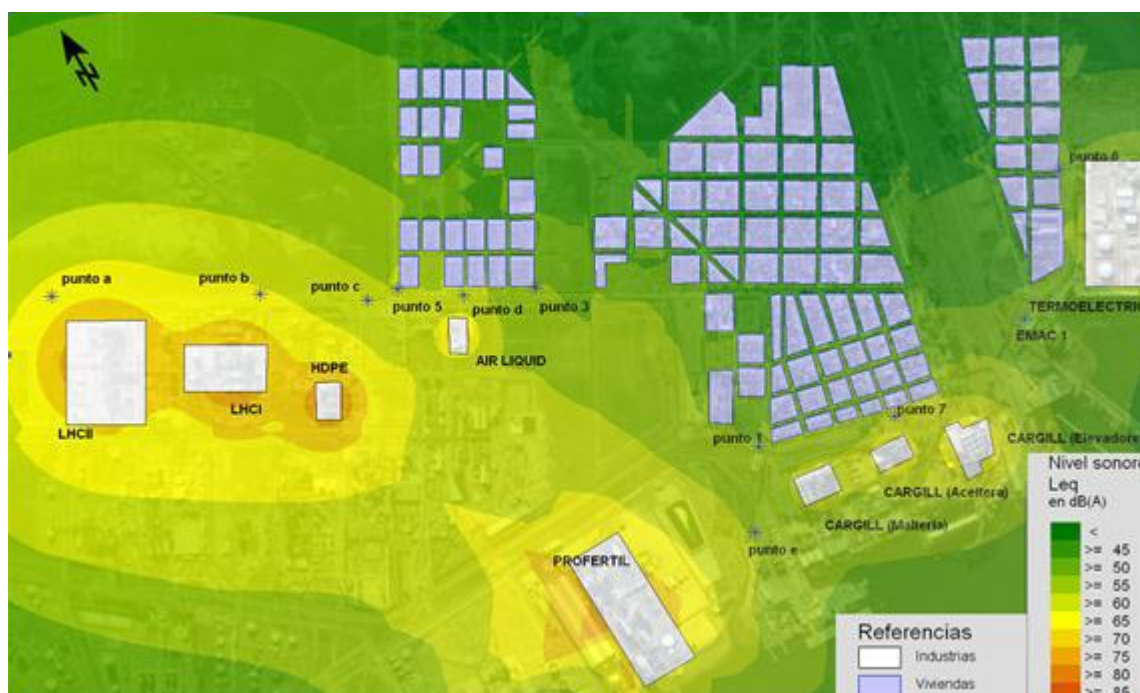 N
punto 6
punto a
punto b
punto c
punto 5
punto d
punto 3
TERMOELECTRI
EMAC 1
AIR LIQUID
HDPE
LHCI
LHCII
punto 7
punto 1
CARGILL (Elevadore
CARGILL (Aceitera)
CARGILL (Malteria)
punto e
PROFERTIL
Nivel sonoro
Leq
en dB(A)
<
>= 45
>= 50
>= 55
>= 60
>= 65
>= 70
>= 75
>= 80
>= 85
Referencias
Industrias
Viviendas